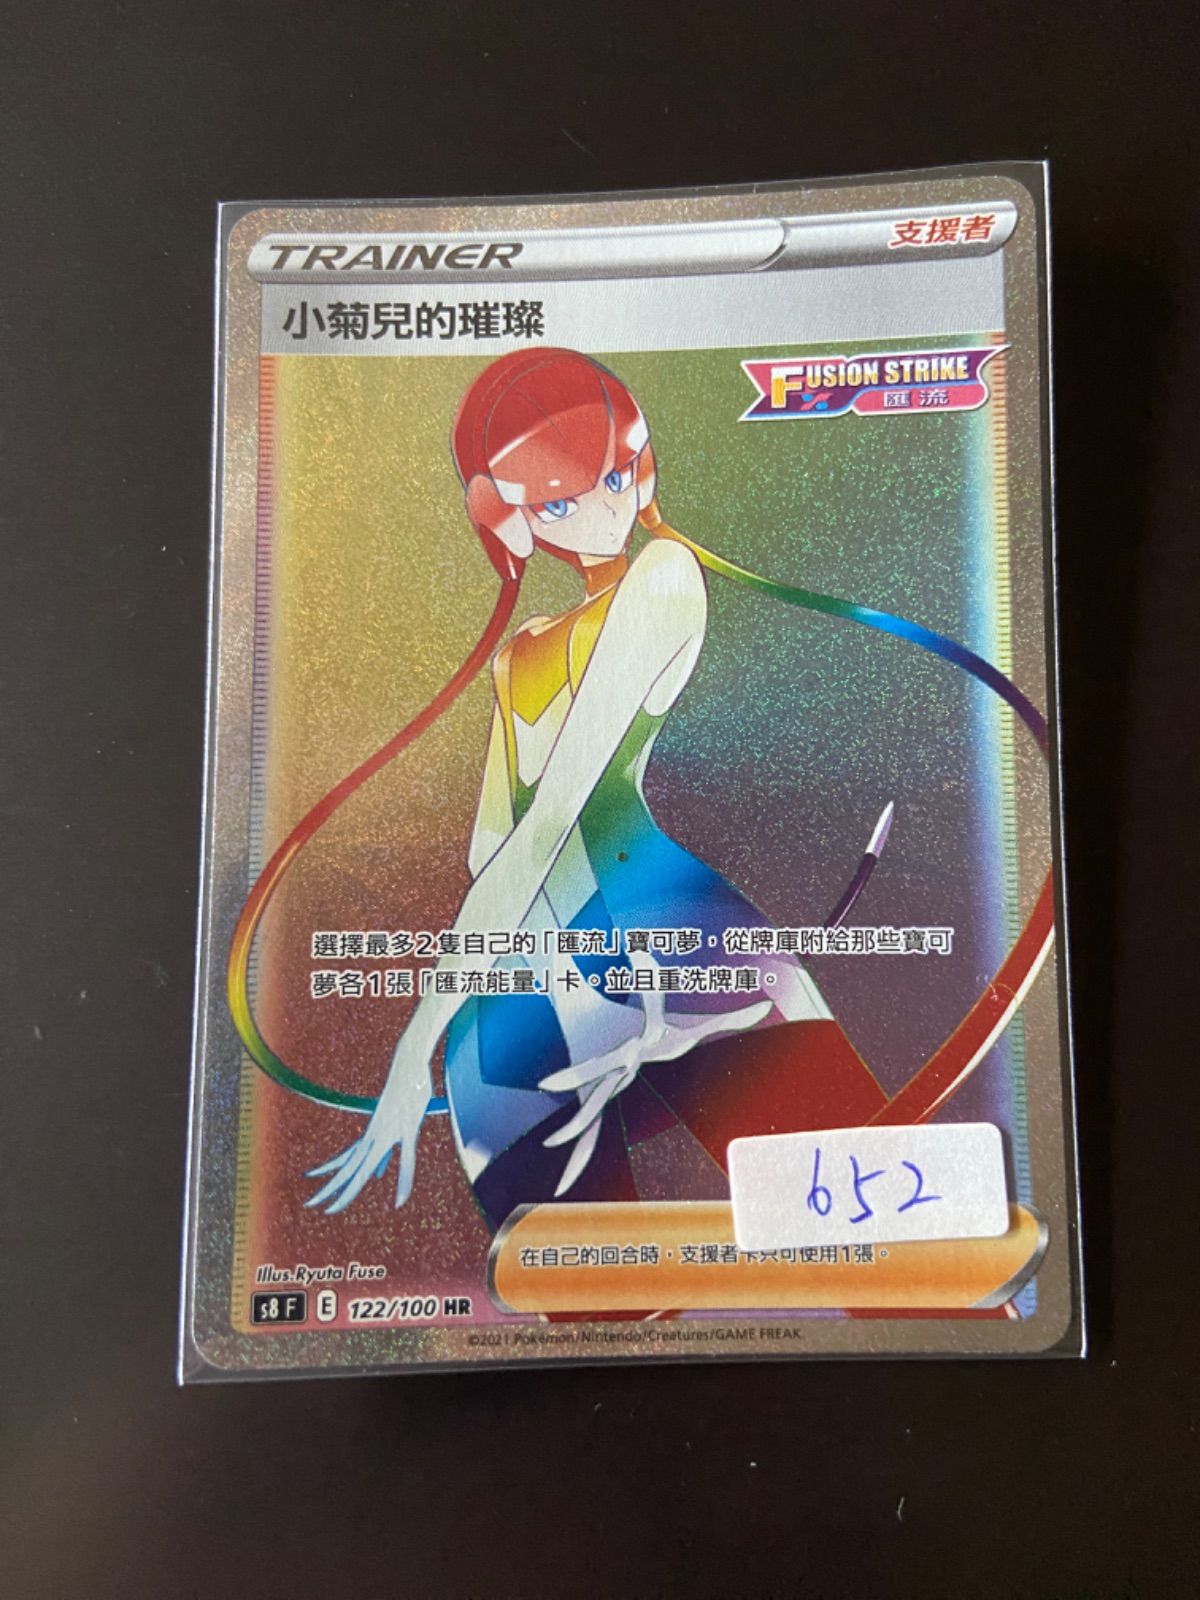 TRAINER
支援者
小菊兒的璀璨
FUSION STRIKE
匯流
選擇最多2隻自己的「匯流」寶可夢，從牌庫附給那些寶可
夢各1張「匯流能量」卡。並且重洗牌庫。
652
在自己的回合時，支援者卡只可使用1張。
Illus.Ryuta Fuse
s8 F E 122/100 HR
©2021 Pokémon/Nintendo/Creatures/GAME FREAK.